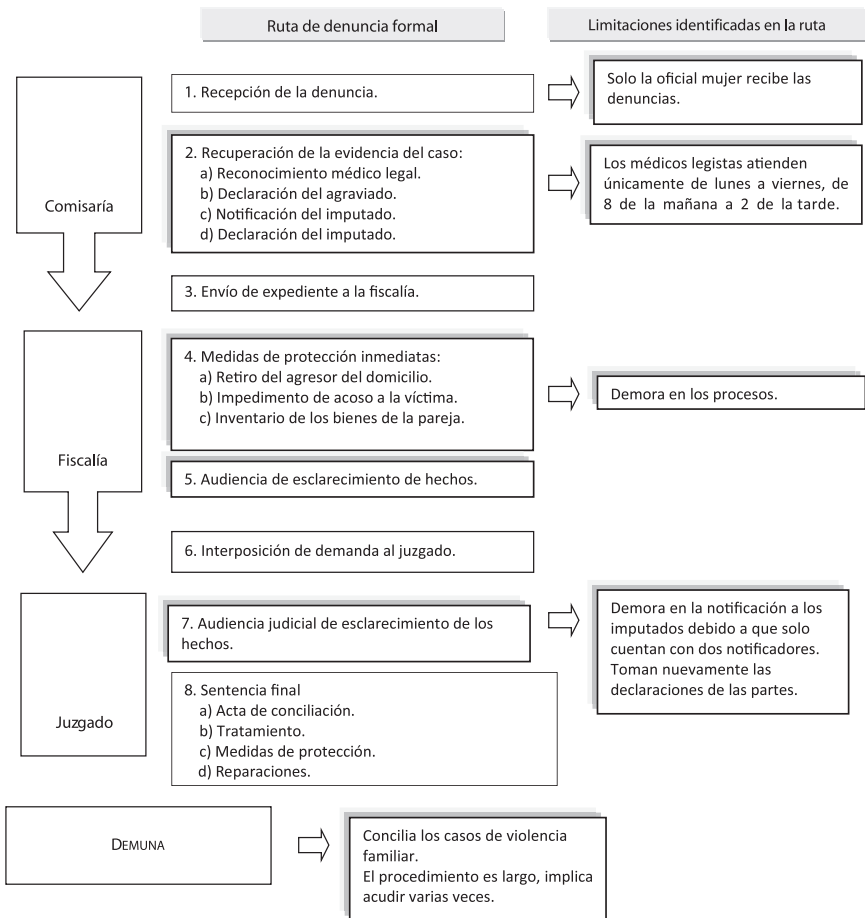 Ruta de denuncia formal
Limitaciones identificadas en la ruta
Comisaría
1. Recepción de la denuncia.
Solo la oficial mujer recibe las
denuncias.
2. Recuperación de la evidencia del caso:
a) Reconocimiento médico legal.
b) Declaración del agraviado.
c) Notificación del imputado.
d) Declaración del imputado.
Los médicos legistas atienden
únicamente de lunes a viernes, de
8 de la mañana a 2 de la tarde.
3. Envío de expediente a la fiscalía.
Fiscalía
4. Medidas de protección inmediatas:
a) Retiro del agresor del domicilio.
b) Impedimento de acoso a la víctima.
c) Inventario de los bienes de la pareja.
Demora en los procesos.
5. Audiencia de esclarecimiento de hechos.
6. Interposición de demanda al juzgado.
Juzgado
7. Audiencia judicial de esclarecimiento de los
hechos.
Demora en la notificación a los
imputados debido a que solo
cuentan con dos notificadores.
Toman nuevamente las
declaraciones de las partes.
8. Sentencia final
a) Acta de conciliación.
b) Tratamiento.
c) Medidas de protección.
d) Reparaciones.
DEMUNA
Concilia los casos de violencia
familiar.
El procedimiento es largo, implica
acudir varias veces.